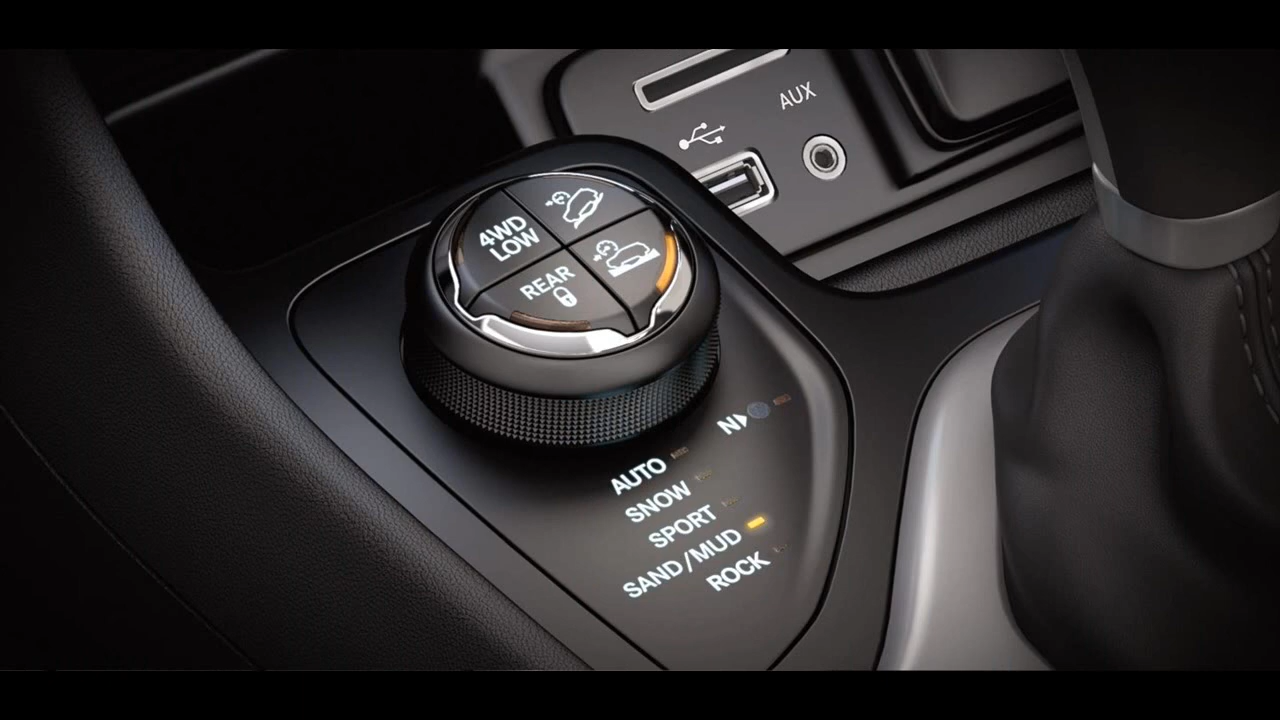 AUX
4WD
LOW
REAR
N
AUTO
SNOW
SPORT
SAND/MUD
ROCK